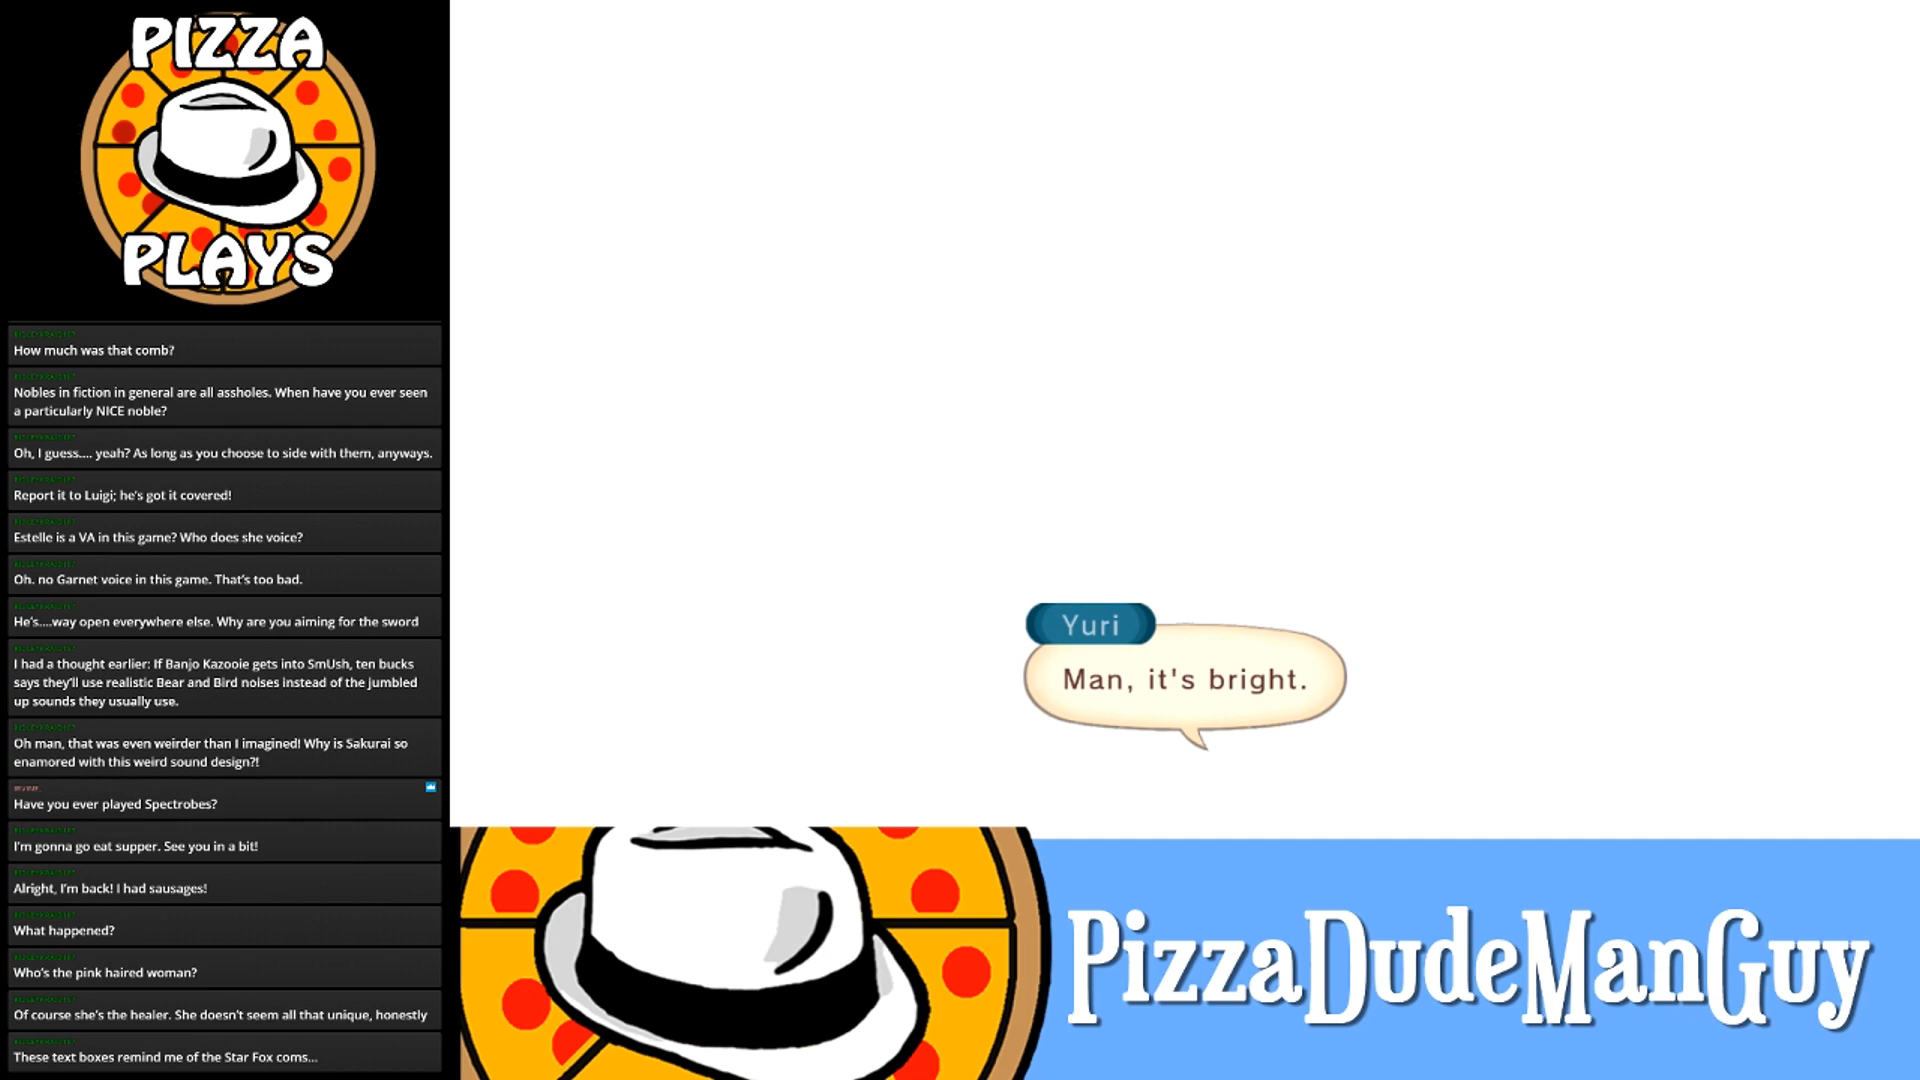 PIZZA
PLAYS
How much was that comb?
Nobles in fiction in general are all assholes. When have you ever seen
a particularly NICE noble?
Oh, I guess.... yeah? As long as you choose to side with them, anyways.
Report it to Luigi; he's got it covered!
Estelle is a VA in this game? Who does she voice?
Oh. no Garnet voice in this game. That's too bad.
He's....way open everywhere else. Why are you aiming for the sword
I had a thought earlier: If Banjo Kazooie gets into SmUsh, ten bucks
says they'll use realistic Bear and Bird noises instead of the jumbled
up sounds they usually use.
Oh man, that was even weirder than I imagined! Why is Sakurai so
enamored with this weird sound design?!
Have you ever played Spectrobes?
I'm gonna go eat supper. See you in a bit!
Alright, I'm back! I had sausages!
What happened?
Who's the pink haired woman?
Of course she's the healer. She doesn't seem all that unique, honestly
These text boxes remind me of the Star Fox coms...
Yuri
Man, it's bright.
PizzaDudeManGuy